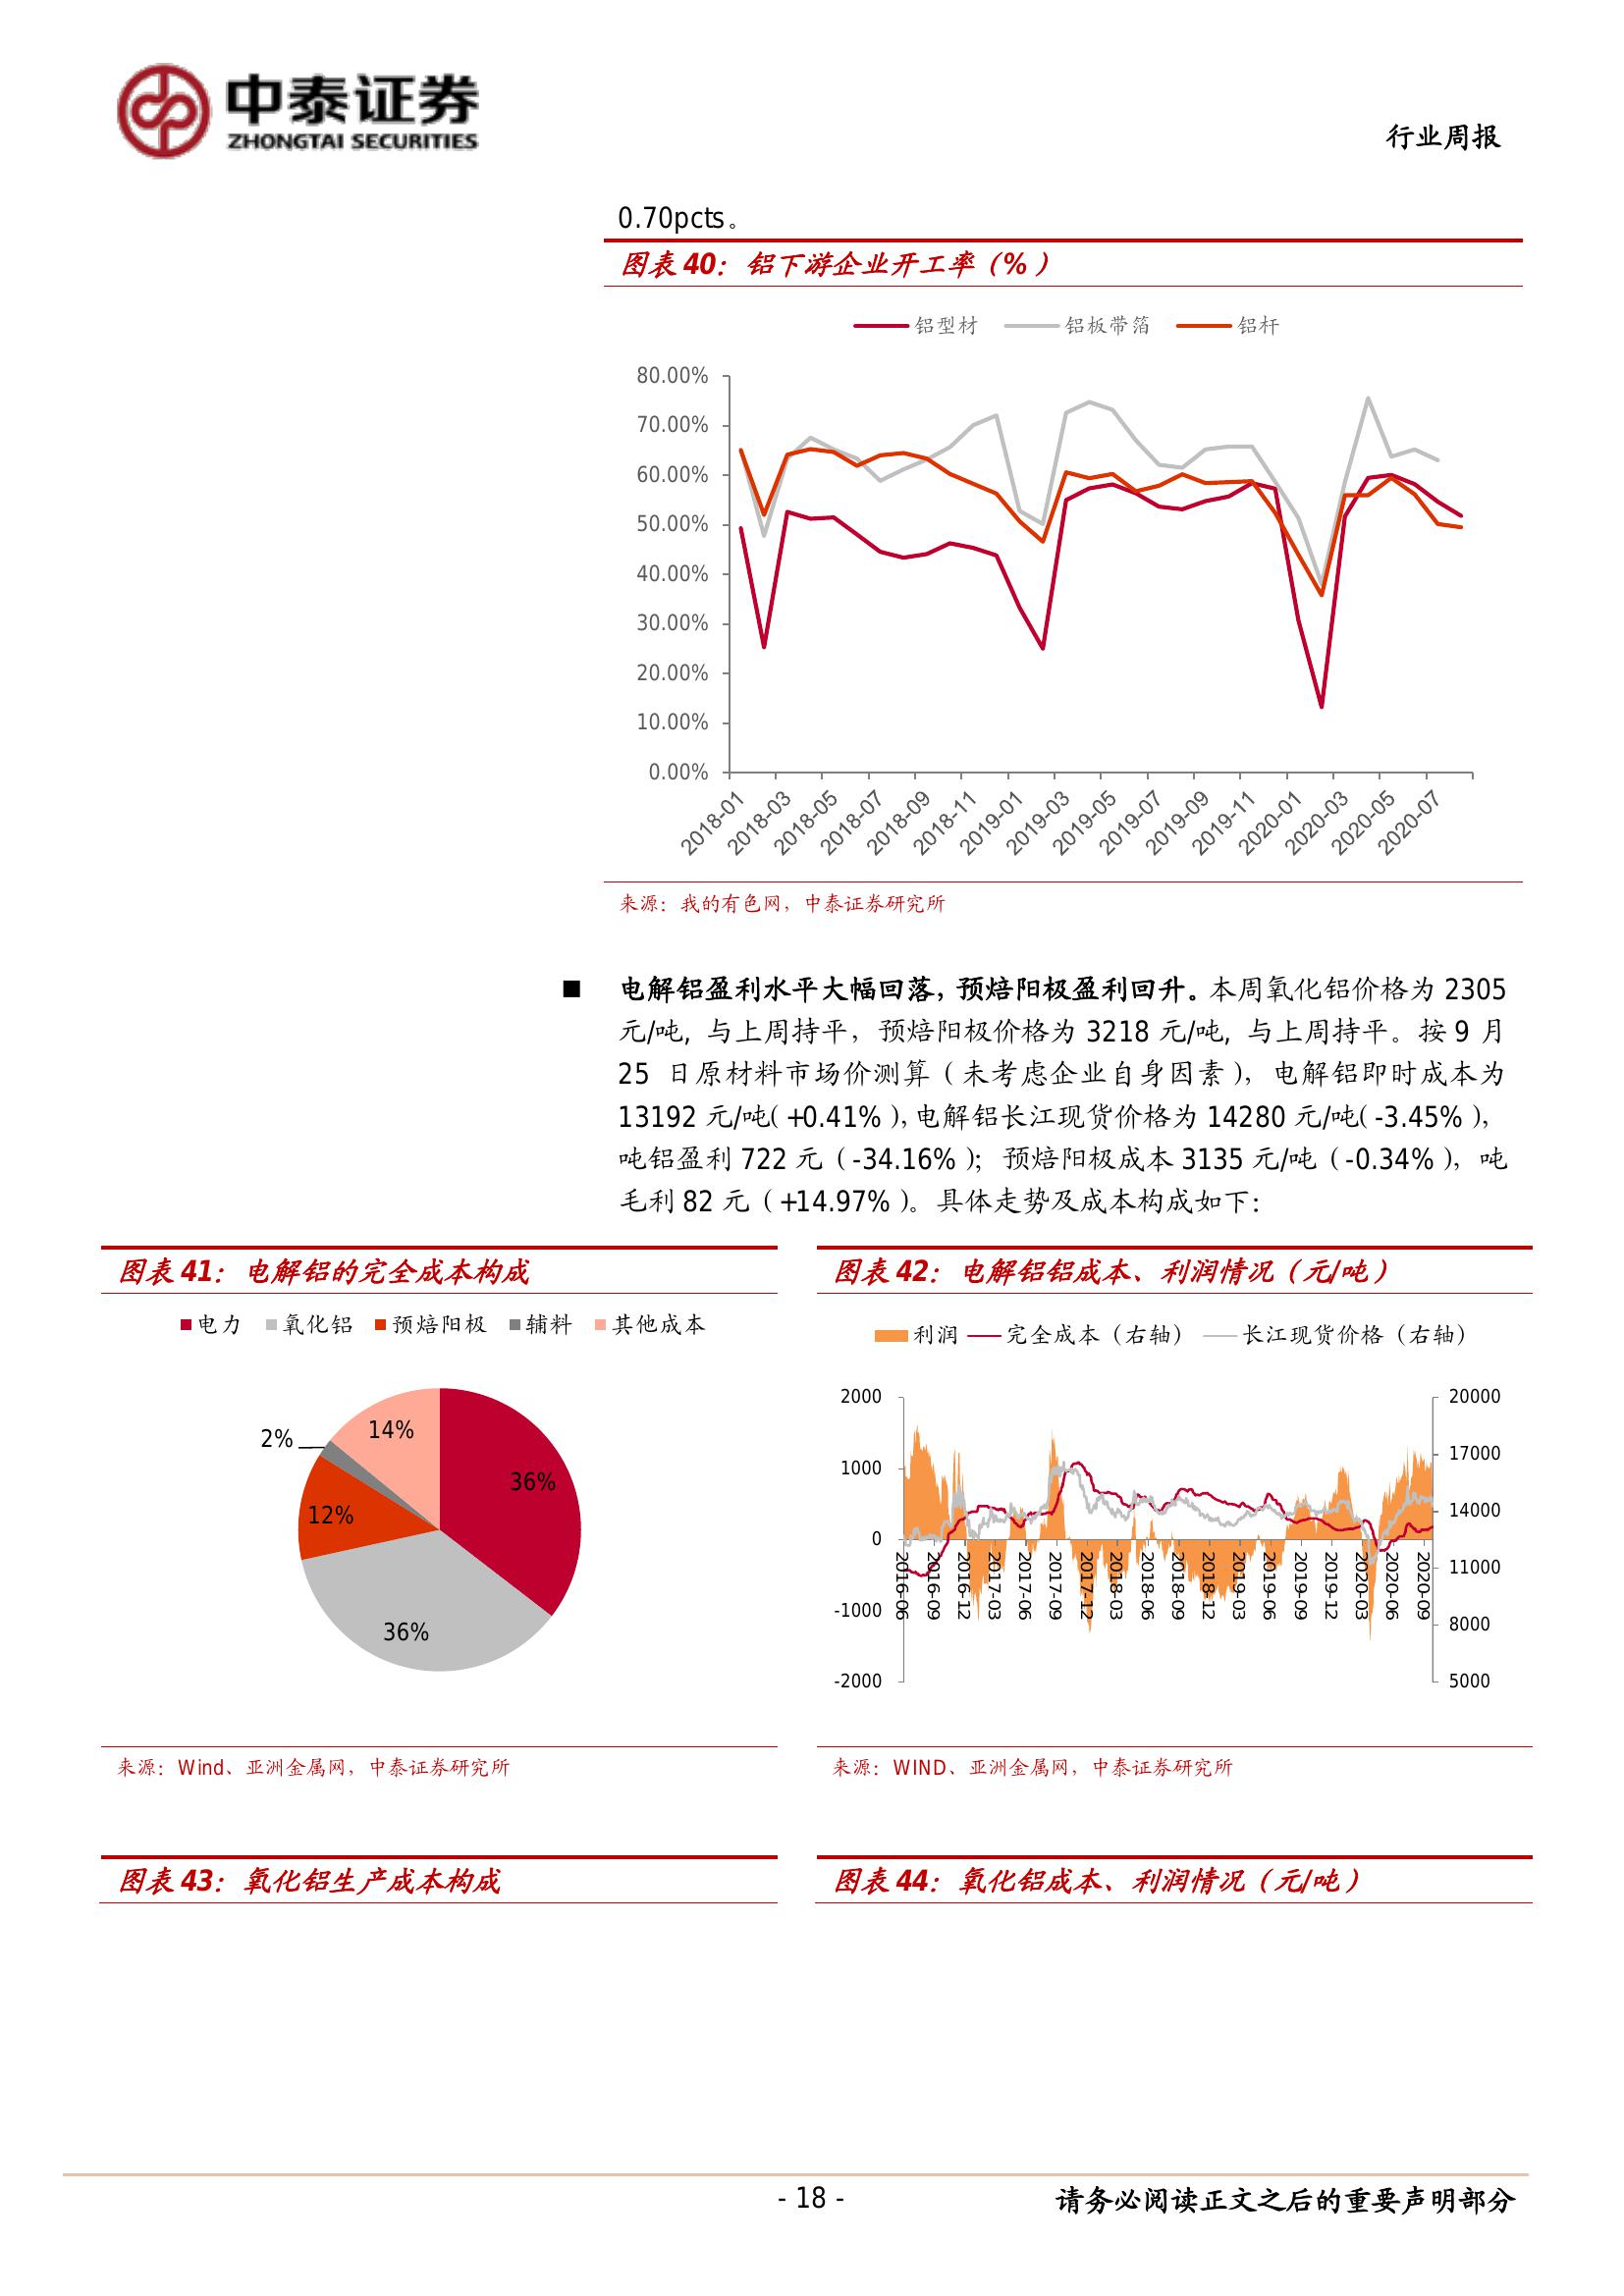 中泰证券
ZHONGTAI SECURITIES
行业周报
0.70pcts。
图表 40：铝下游企业开工率（%）
铝型材 铝板带箔 铝杆
80.00%
70.00%
60.00%
50.00%
40.00%
30.00%
20.00%
10.00%
0.00%
2018-01 2018-03 2018-05 2018-07 2018-09 2018-11 2019-01 2019-03 2019-05 2019-07 2019-09 2019-11 2020-01 2020-03 2020-05 2020-07
来源：我的有色网，中泰证券研究所
■ 电解铝盈利水平大幅回落，预焙阳极盈利回升。本周氧化铝价格为 2305
元/吨，与上周持平，预焙阳极价格为 3218 元/吨，与上周持平。按 9 月
25 日原材料市场价测算（未考虑企业自身因素），电解铝即时成本为
13192 元/吨（+0.41%），电解铝长江现货价格为 14280 元/吨（-3.45%），
吨铝盈利 722 元（-34.16%）；预焙阳极成本 3135 元/吨（-0.34%），吨
毛利 82 元（+14.97%）。具体走势及成本构成如下：
图表 41：电解铝的完全成本构成
电力 氧化铝 预焙阳极 辅料 其他成本
14%
2%
36%
12%
36%
来源：Wind、亚洲金属网，中泰证券研究所
图表 42：电解铝铝成本、利润情况（元/吨）
利润 完全成本（右轴） 长江现货价格（右轴）
2000 20000
17000
1000
14000
0
11000
-1000
8000
-2000 5000
2016-06 2016-09 2016-12 2017-03 2017-06 2017-09 2017-12 2018-03 2018-06 2018-09 2018-12 2019-03 2019-06 2019-09 2019-12 2020-03 2020-06 2020-09
来源：WIND、亚洲金属网，中泰证券研究所
图表 43：氧化铝生产成本构成
图表 44：氧化铝成本、利润情况（元/吨）
- 18 -
请务必阅读正文之后的重要声明部分